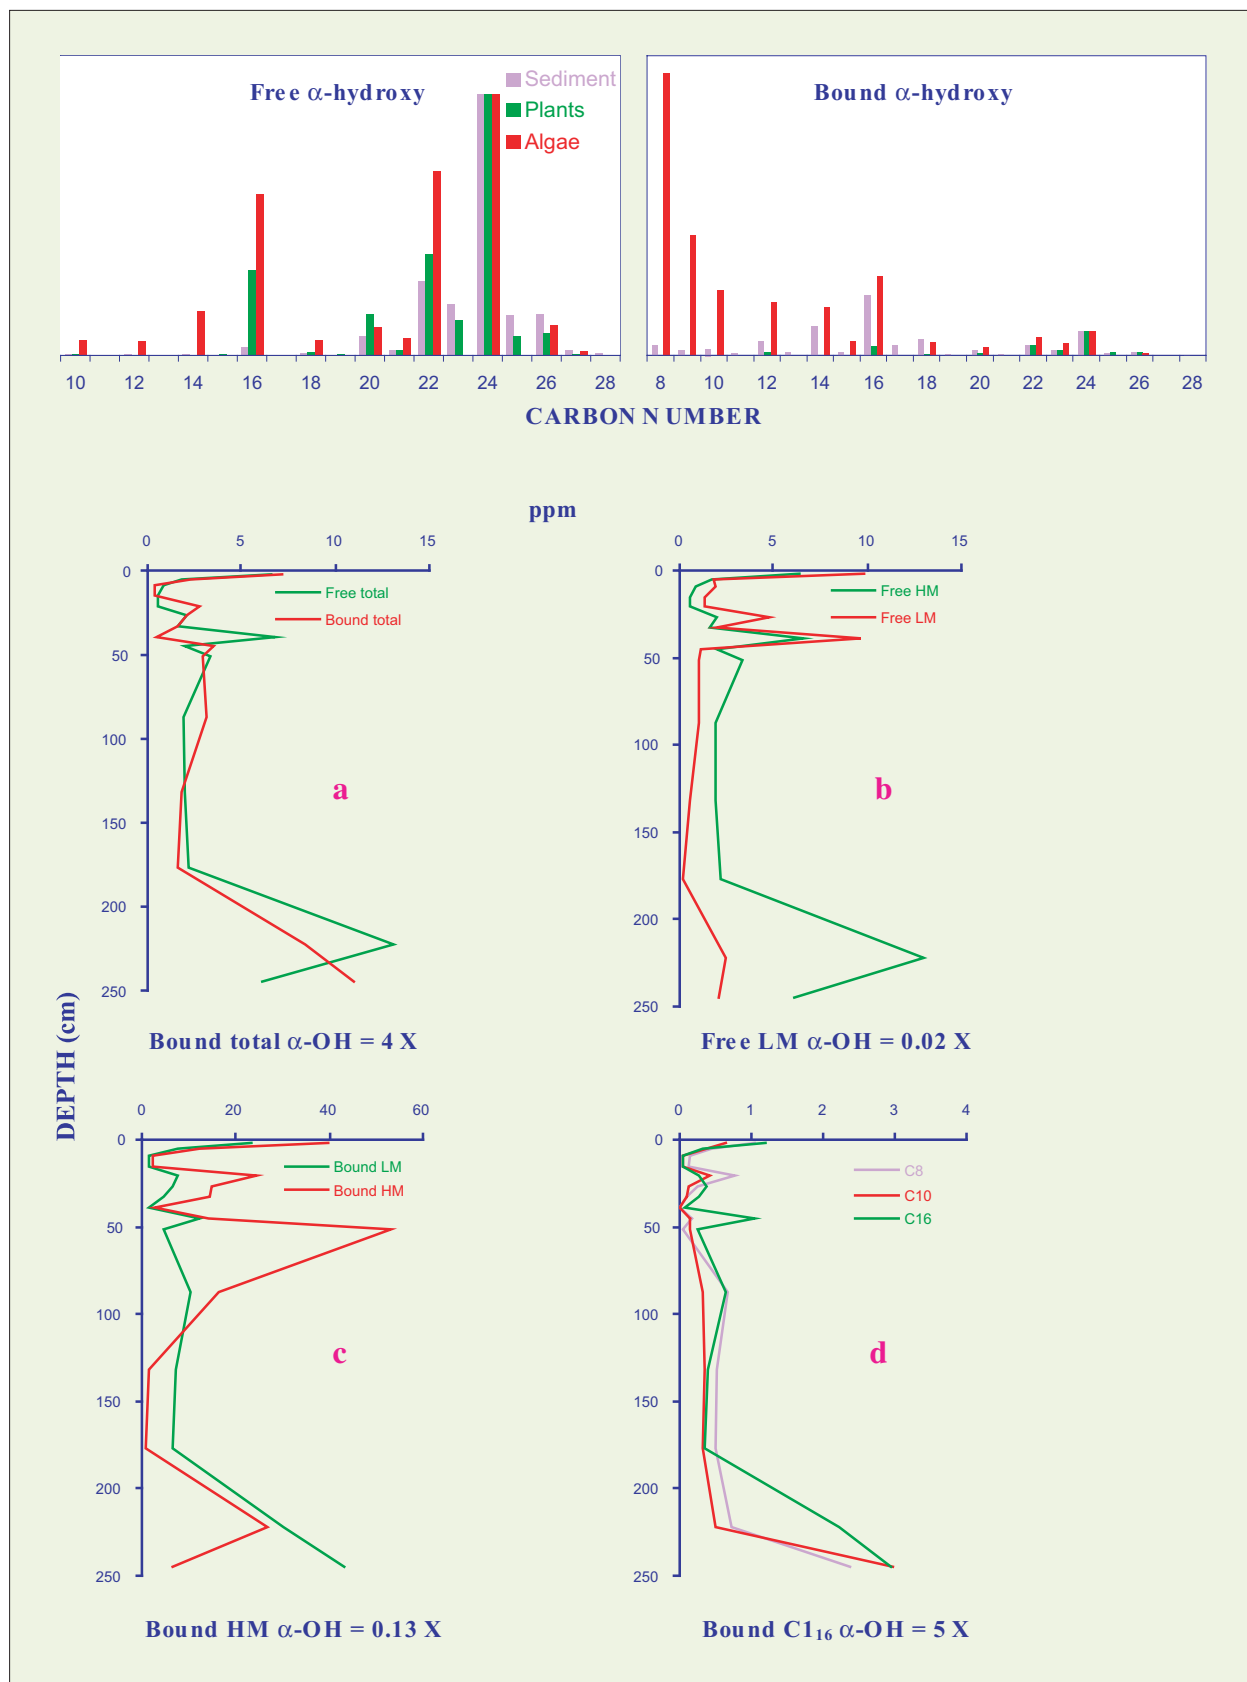 Free α-hydroxy
Sediment
Plants
Algae
Bound α-hydroxy
10 12 14 16 18 20 22 24 26 28
8 10 12 14 16 18 20 22 24 26 28
CARBON NUMBER
ppm
0 5 10 15
0
50
100
150
200
250
Free total
Bound total
a
Bound total α-OH = 4 X
0 5 10 15
0
50
100
150
200
250
Free HM
Free LM
b
Free LM α-OH = 0.02 X
DEPTH (cm)
0 20 40 60
0
50
100
150
200
250
Bound LM
Bound HM
c
Bound HM α-OH = 0.13 X
0 1 2 3 4
0
50
100
150
200
250
C8
C10
C16
d
Bound C1₁₆ α-OH = 5 X